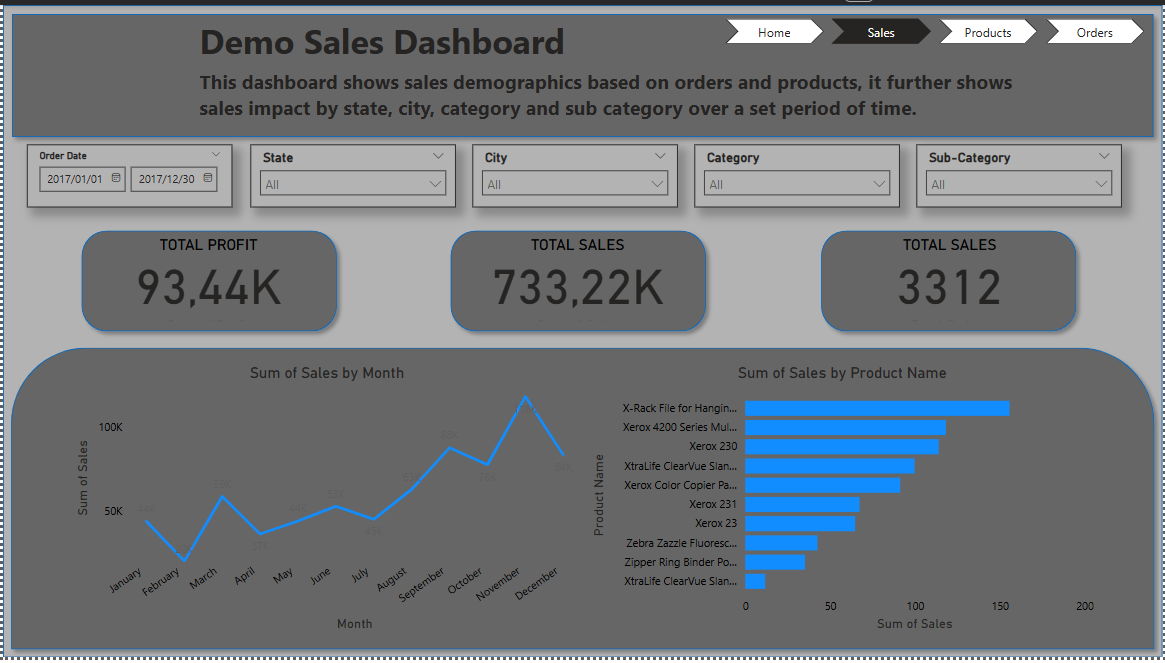 Demo Sales Dashboard
Home
Sales
Products
Orders
This dashboard shows sales demographics based on orders and products, it further shows
sales impact by state, city, category and sub category over a set period of time.
Order Date
2017/01/01
2017/12/30
State
All
City
All
Category
All
Sub-Category
All
TOTAL PROFIT
93,44K
TOTAL SALES
733,22K
TOTAL SALES
3312
Sum of Sales by Month
Sum of Sales
100K
50K
January
February
March
April
May
June
July
August
September
October
November
December
Month
Sum of Sales by Product Name
Product Name
X-Rack File for Hangin...
Xerox 4200 Series Mul...
Xerox 230
XtraLife ClearVue Slan...
Xerox Color Copier Pa...
Xerox 231
Xerox 23
Zebra Zazzle Fluoresc...
Zipper Ring Binder Po...
XtraLife ClearVue Slan...
0
50
100
150
200
Sum of Sales